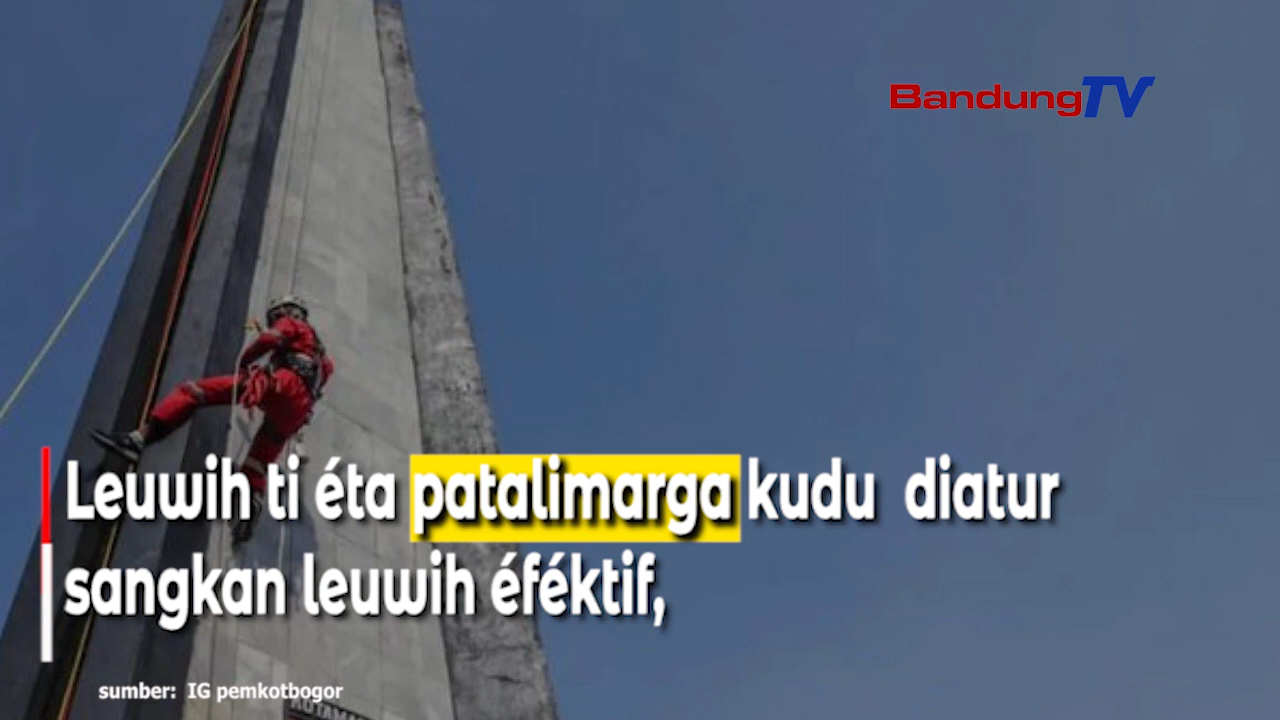 BandungTV
Leuwih ti éta patalimarga kudu diatur
sangkan leuwih éféktif,
sumber: IG pemkotbogor